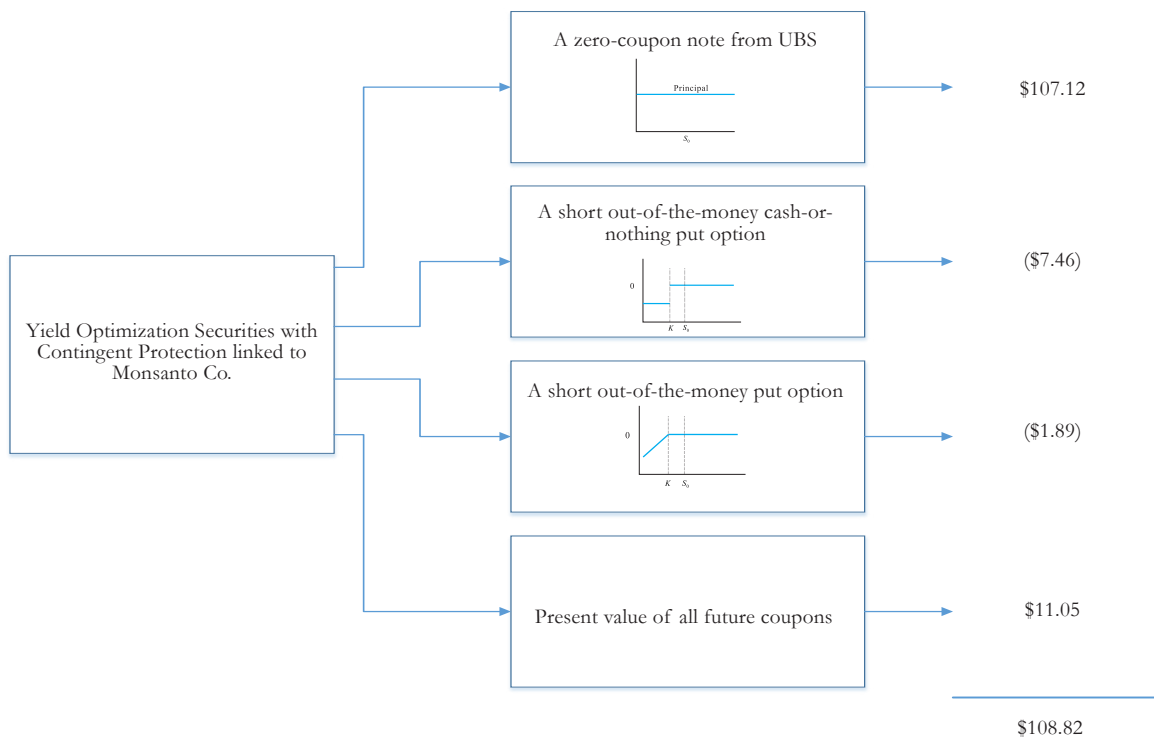 A zero-coupon note from UBS
Principal
S0
$107.12
A short out-of-the-money cash-or-
nothing put option
0
K S0
($7.46)
Yield Optimization Securities with
Contingent Protection linked to
Monsanto Co.
A short out-of-the-money put option
0
K S0
($1.89)
Present value of all future coupons
$11.05
$108.82